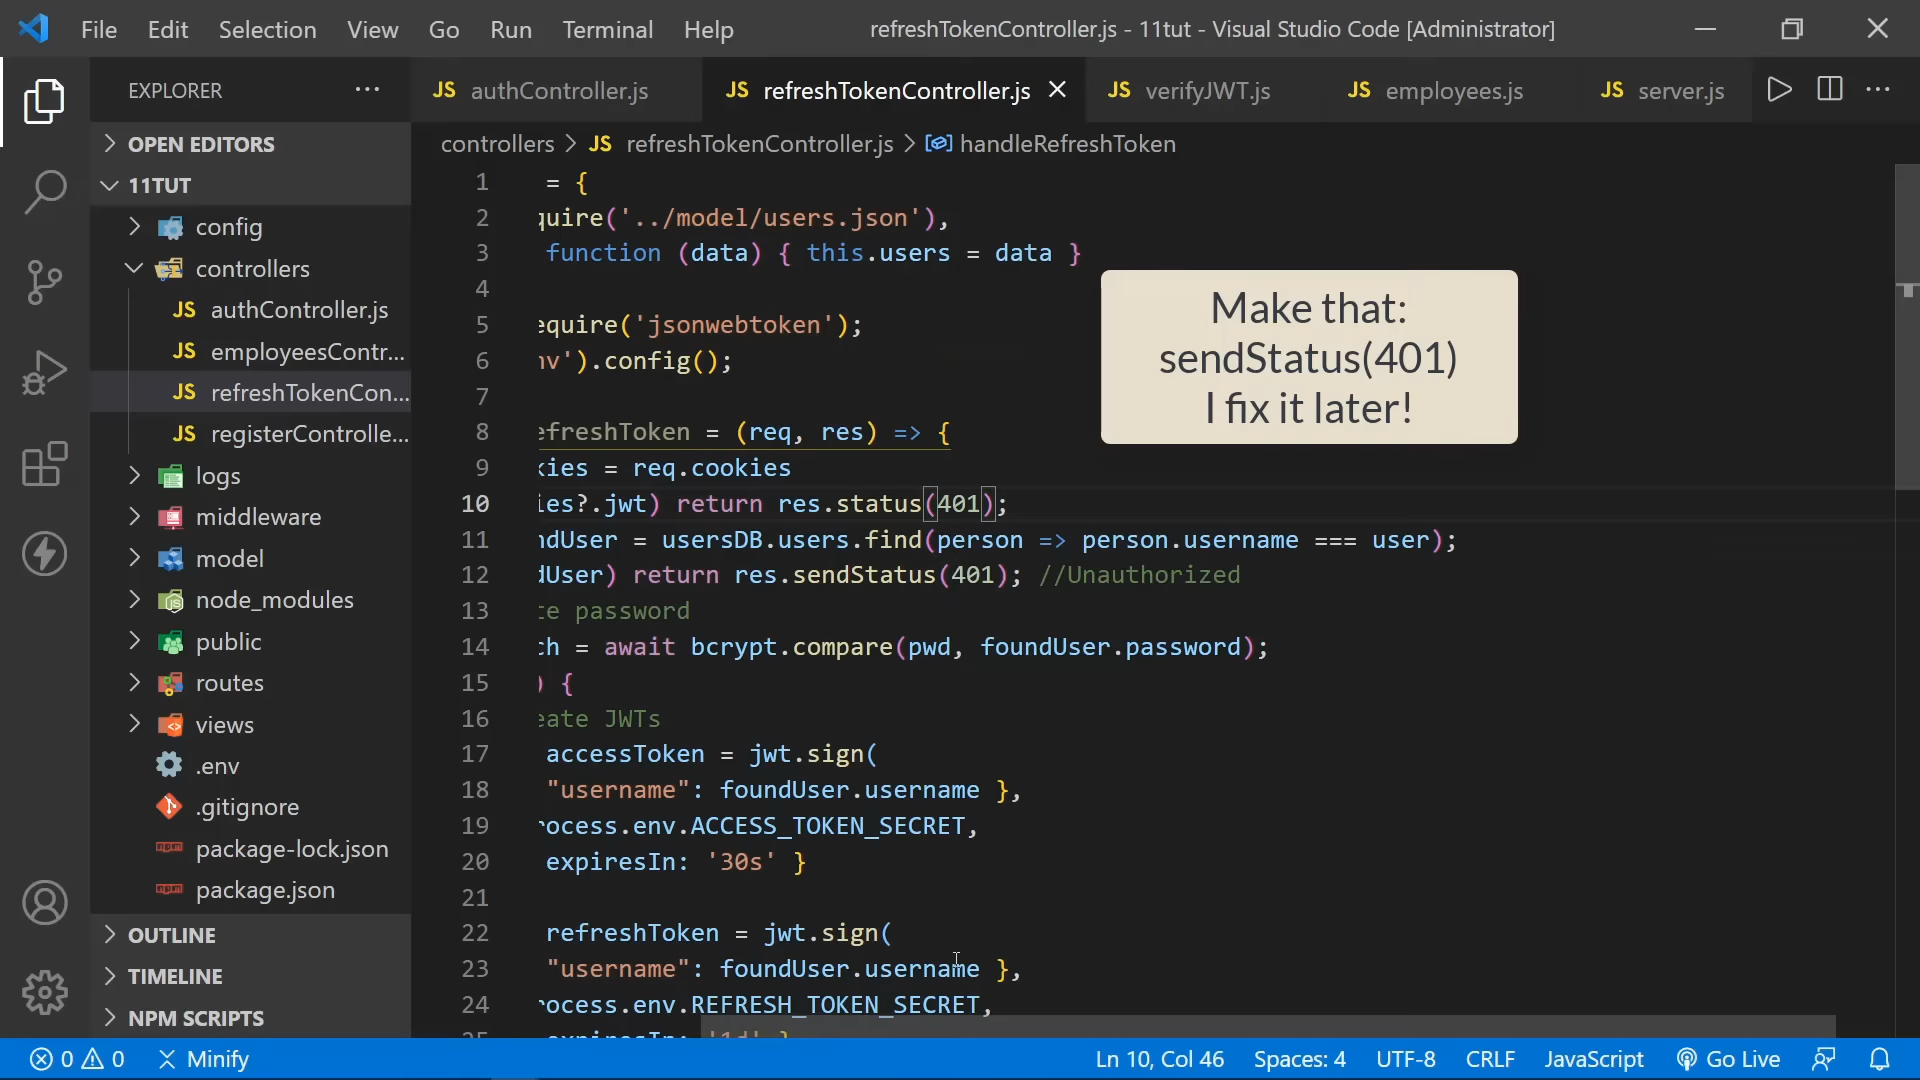 File Edit Selection View Go Run Terminal Help refreshTokenController.js - 11tut - Visual Studio Code [Administrator]
EXPLORER
JS authController.js JS refreshTokenController.js JS verifyJWT.js JS employees.js JS server.js
controllers > JS refreshTokenController.js > handleRefreshToken
OPEN EDITORS
11TUT
config
controllers
JS authController.js
JS employeesContr...
JS refreshTokenCon...
JS registerControlle...
logs
middleware
model
node_modules
public
routes
views
.env
.gitignore
package-lock.json
package.json
OUTLINE
TIMELINE
NPM SCRIPTS
1 = {
2 quire('../model/users.json'),
3 function (data) { this.users = data }
4
5 equire('jsonwebtoken');
6 nv').config();
7
8 efreshToken = (req, res) => {
9 kies = req.cookies
10 ies?.jwt) return res.status(401);
11 ndUser = usersDB.users.find(person => person.username === user);
12 dUser) return res.sendStatus(401); //Unauthorized
13 te password
14 ch = await bcrypt.compare(pwd, foundUser.password);
15 ) {
16 eate JWTs
17 accessToken = jwt.sign(
18 "username": foundUser.username },
19 rocess.env.ACCESS_TOKEN_SECRET,
20 expiresIn: '30s' }
21
22 refreshToken = jwt.sign(
23 "username": foundUser.username },
24 rocess.env.REFRESH_TOKEN_SECRET,
25 expiresIn: '1d' }
Make that:
sendStatus(401)
I fix it later!
0 0 Minify Ln 10, Col 46 Spaces: 4 UTF-8 CRLF JavaScript Go Live